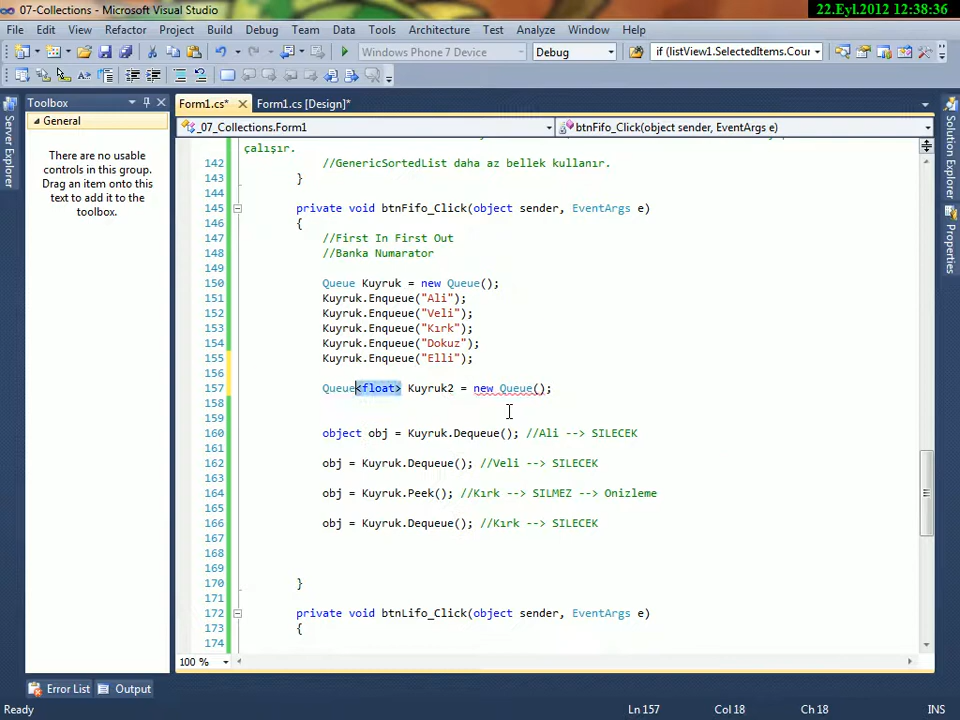 07-Collections - Microsoft Visual Studio
22.Eyl.2012 12:38:36
File Edit View Refactor Project Build Debug Team Data Tools Architecture Test Analyze Window Help
Windows Phone 7 Device Debug if (listView1.SelectedItems.Cour
Toolbox
General
There are no usable
controls in this group.
Drag an item onto this
text to add it to the
toolbox.
Server Explorer
Solution Explorer
Properties
Form1.cs* Form1.cs [Design]*
_07_Collections.Form1 btnFifo_Click(object sender, EventArgs e)
çalışır.
142 //GenericSortedList daha az bellek kullanır.
143 }
144
145 private void btnFifo_Click(object sender, EventArgs e)
146 {
147 //First In First Out
148 //Banka Numarator
149
150 Queue Kuyruk = new Queue();
151 Kuyruk.Enqueue("Ali");
152 Kuyruk.Enqueue("Veli");
153 Kuyruk.Enqueue("Kırk");
154 Kuyruk.Enqueue("Dokuz");
155 Kuyruk.Enqueue("Elli");
156
157 Queue<float> Kuyruk2 = new Queue();
158
159
160 object obj = Kuyruk.Dequeue(); //Ali --> SILECEK
161
162 obj = Kuyruk.Dequeue(); //Veli --> SILECEK
163
164 obj = Kuyruk.Peek(); //Kırk --> SILMEZ --> Onizleme
165
166 obj = Kuyruk.Dequeue(); //Kırk --> SILECEK
167
168
169
170 }
171
172 private void btnLifo_Click(object sender, EventArgs e)
173 {
174
100 %
Error List Output
Ready Ln 157 Col 18 Ch 18 INS